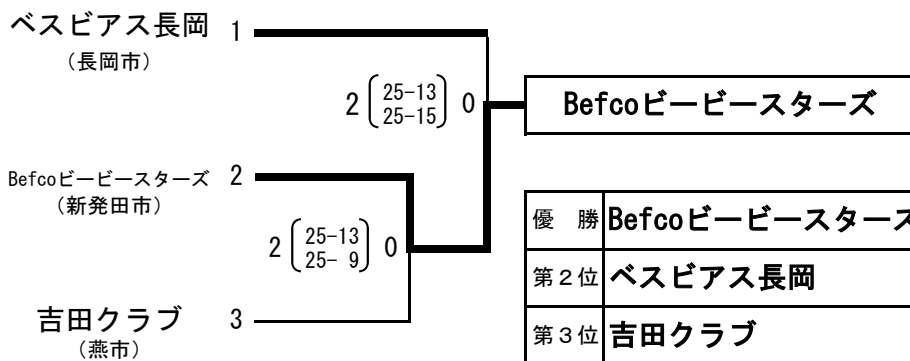 ベスビアス長岡 1
（長岡市）
2 25-13 0
25-15
Befcoビービースターズ
Befcoビービースターズ 2
（新発田市）
2 25-13 0
25- 9
吉田クラブ 3
（燕市）
優 勝 Befcoビービースターズ
第２位 ベスビアス長岡
第３位 吉田クラブ